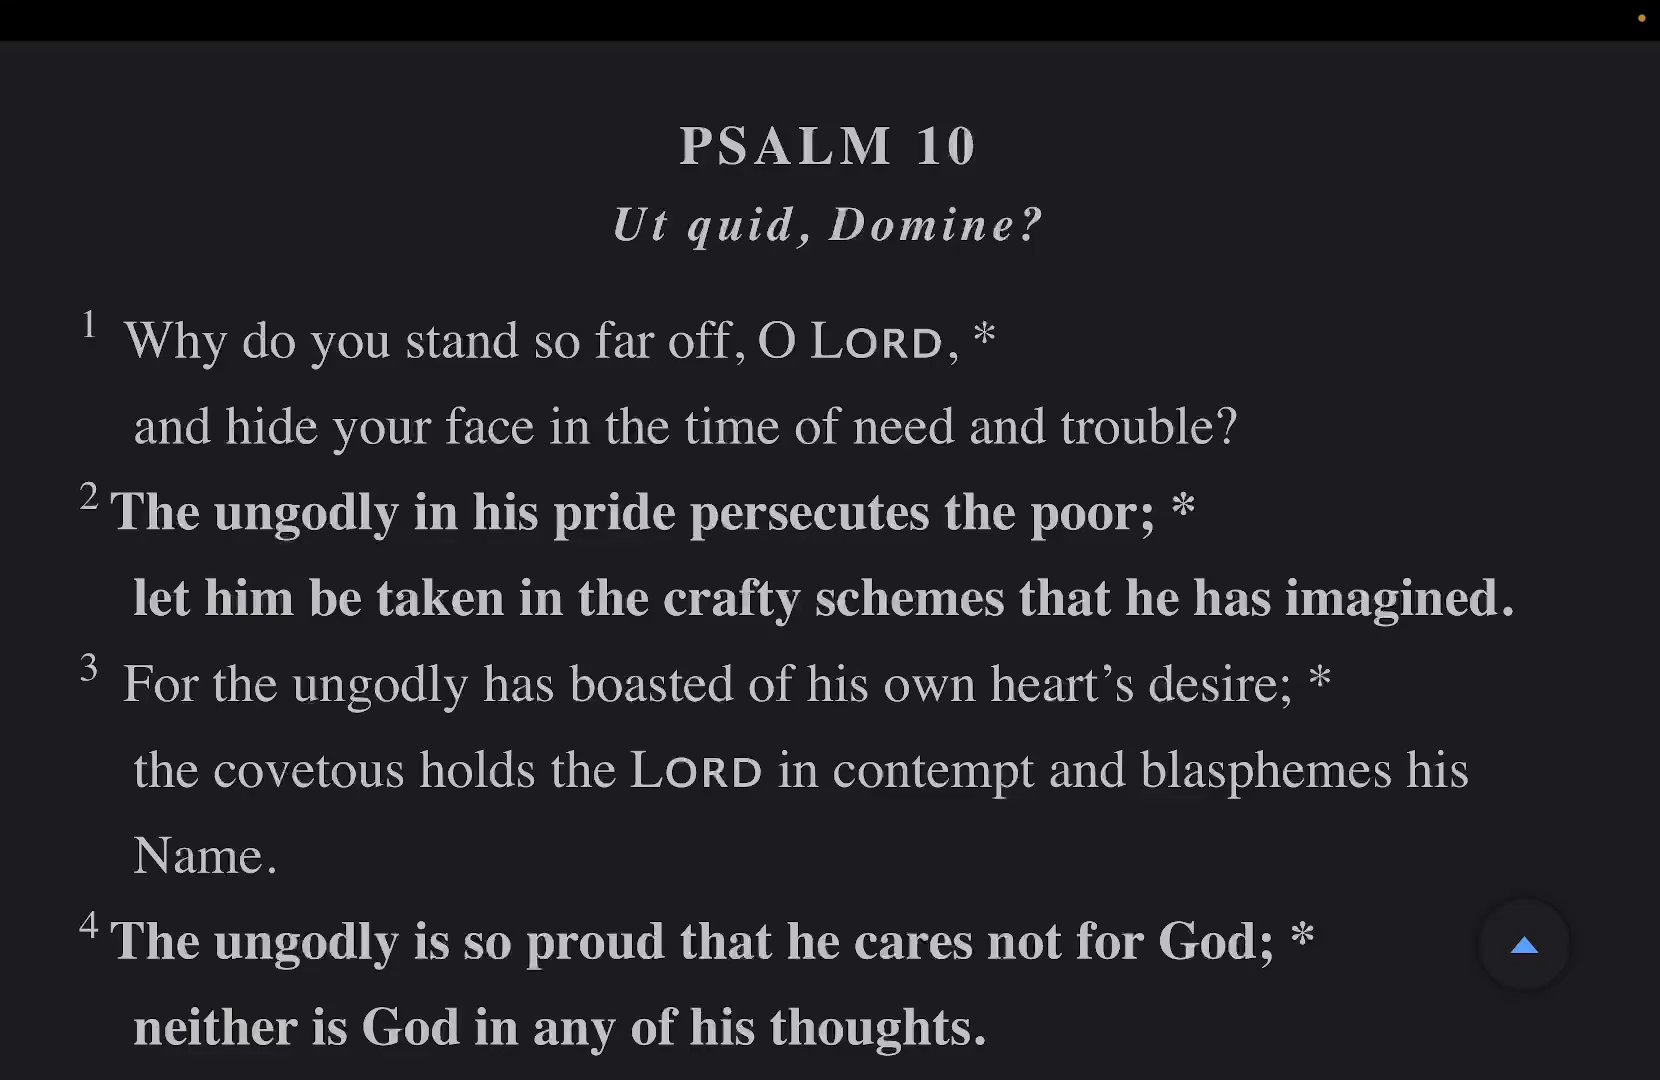 PSALM 10
Ut quid, Domine?
1 Why do you stand so far off, O LORD, *
and hide your face in the time of need and trouble?
2 The ungodly in his pride persecutes the poor; *
let him be taken in the crafty schemes that he has imagined.
3 For the ungodly has boasted of his own heart’s desire; *
the covetous holds the LORD in contempt and blasphemes his
Name.
4 The ungodly is so proud that he cares not for God; *
neither is God in any of his thoughts.